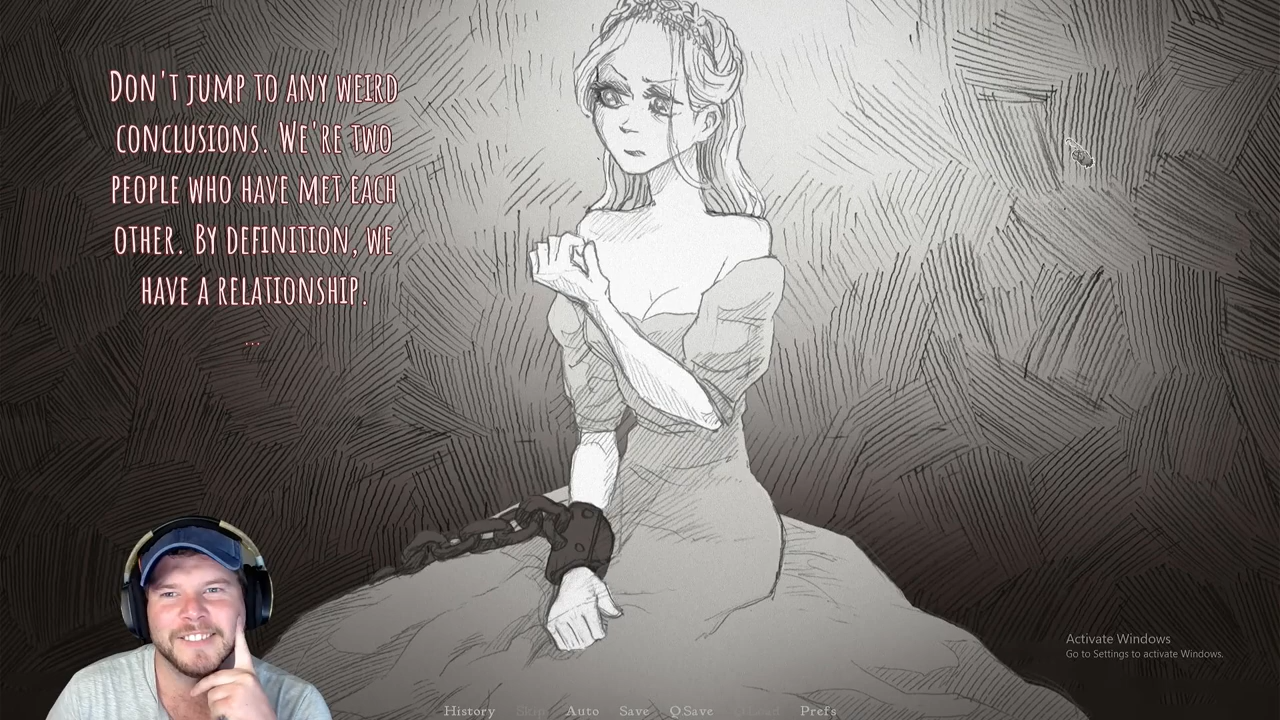 Don't jump to any weird
conclusions. We're two
people who have met each
other. By definition, we
have a relationship.
...
Activate Windows
Go to Settings to activate Windows.
History Skip Auto Save Q.Save Prefs